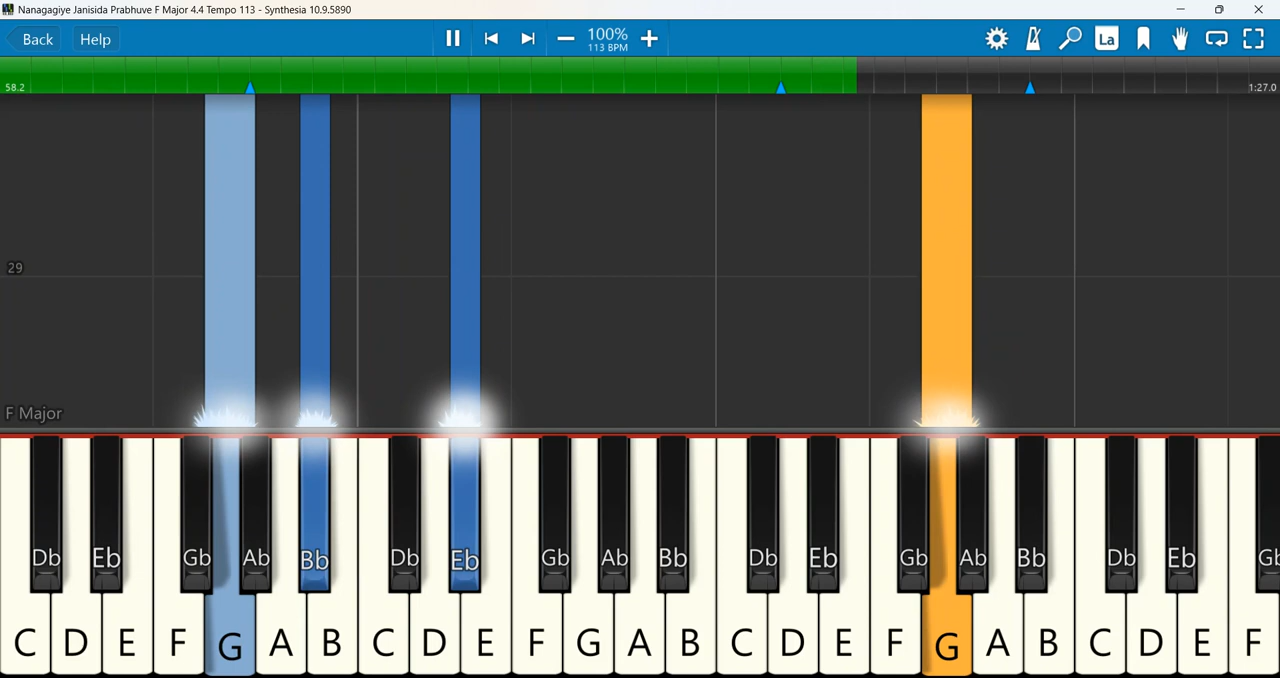 Nanagagiye Janisida Prabhuve F Major 4.4 Tempo 113 - Synthesia 10.9.5890
Back Help 100% La
113 BPM
58.2 1:27.0
29
F Major
Db Eb Gb Ab Bb Db Eb Gb Ab Bb Db Eb Gb Ab Bb Db Eb
C D E F G A B C D E F G A B C D E F G A B C D E F